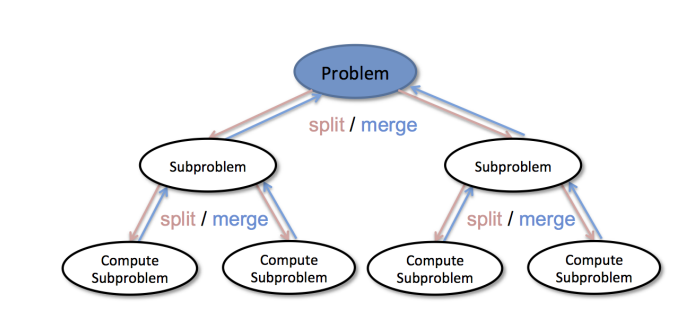 Problem
split / merge
Subproblem
Subproblem
split / merge
split / merge
Compute
Subproblem
Compute
Subproblem
Compute
Subproblem
Compute
Subproblem